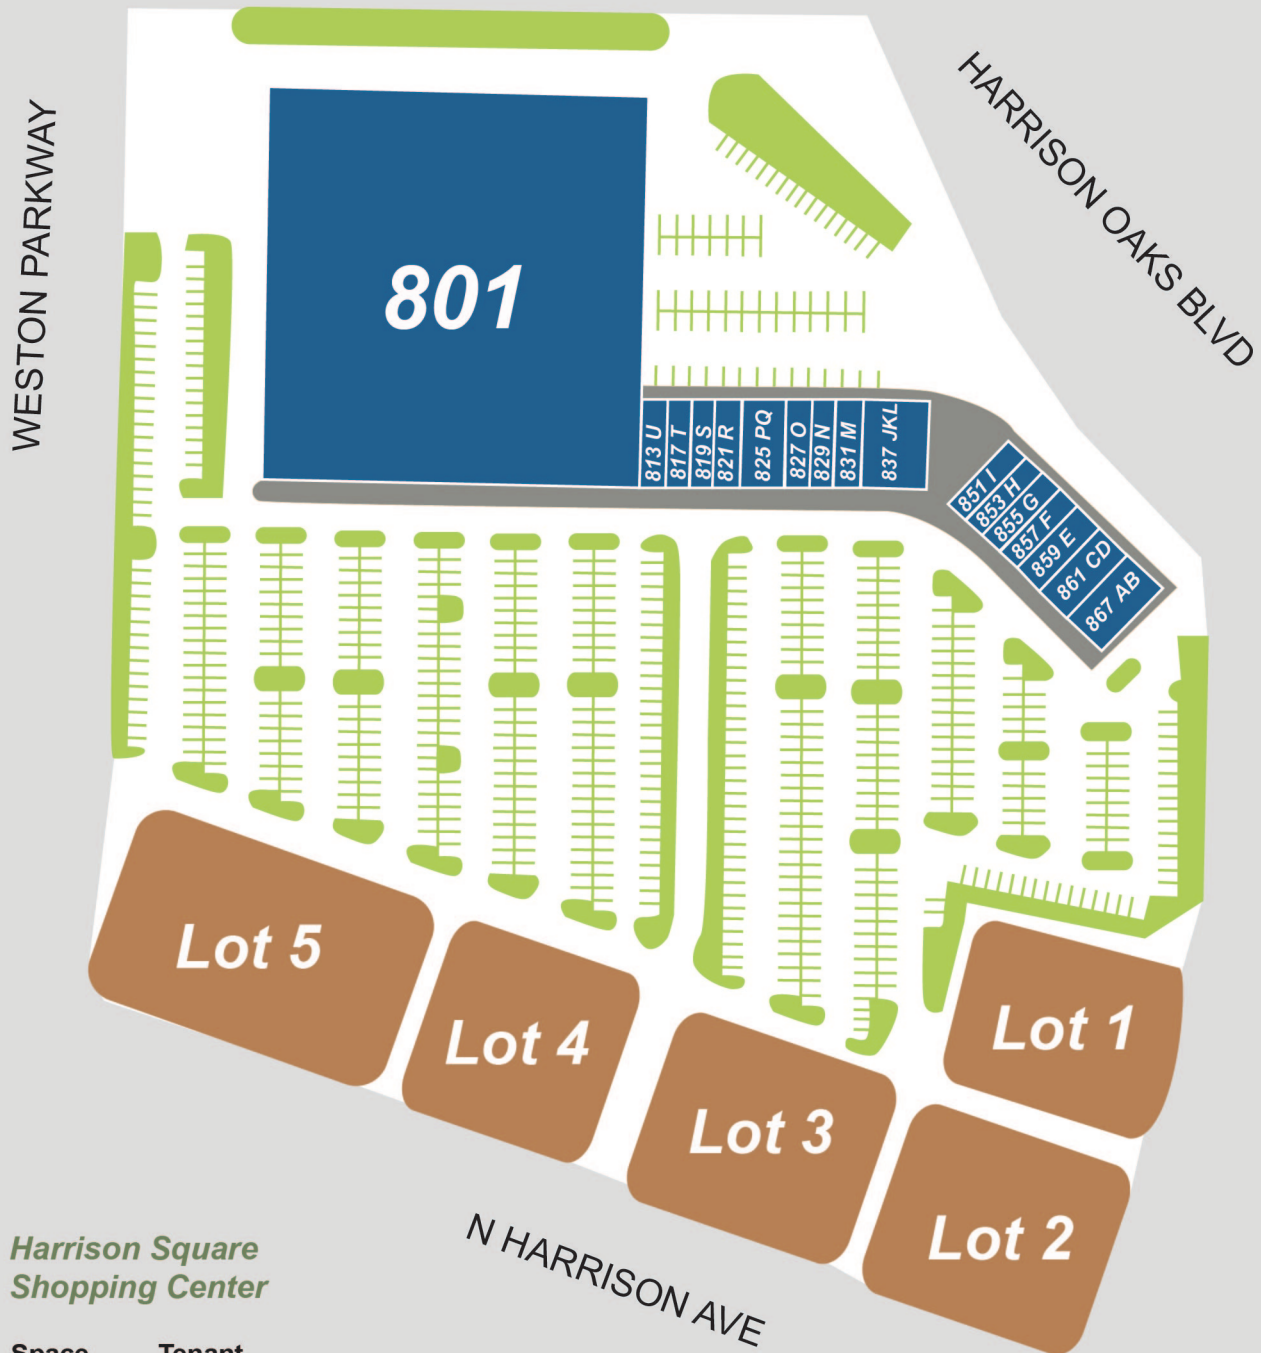 WESTON PARKWAY
HARRISON OAKS BLVD
801
813 U
817 T
819 S
821 R
825 PQ
827 O
829 N
831 M
837 JKL
851 I
853 H
855 G
857 F
859 E
861 CD
867 AB
Lot 5
Lot 4
Lot 3
Lot 1
Lot 2
N HARRISON AVE
Harrison Square
Shopping Center
Space Tenant